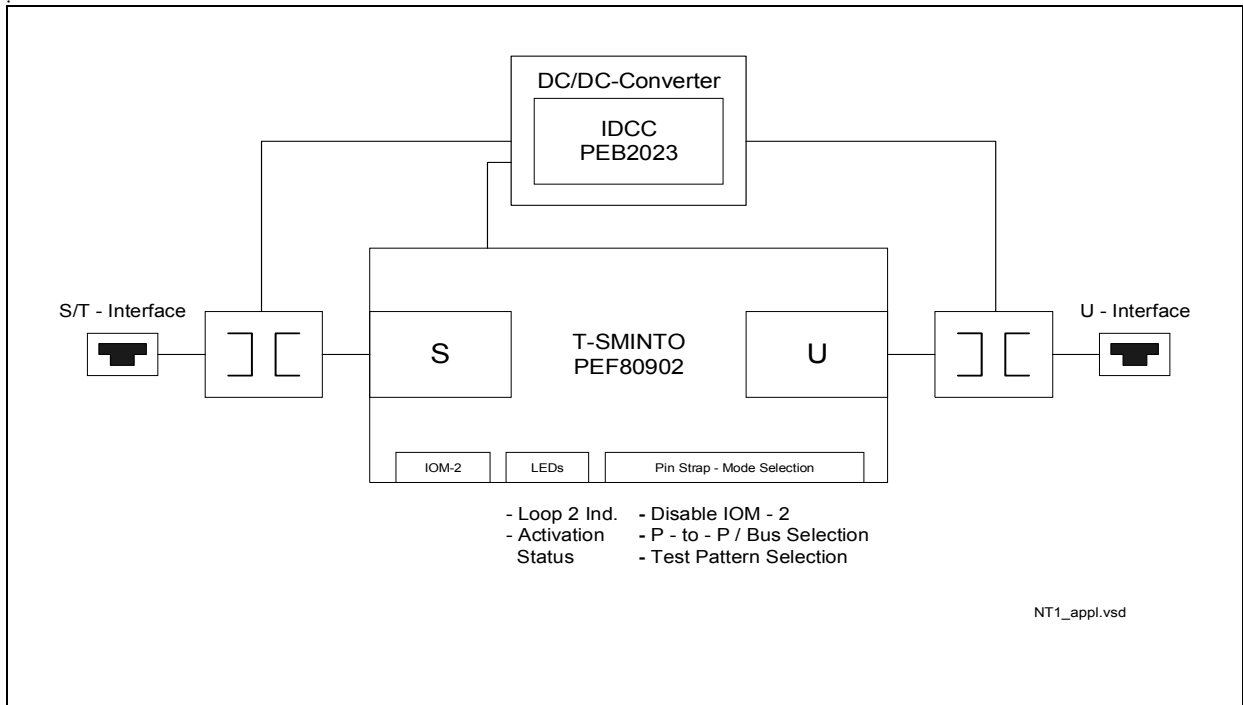 DC/DC-Converter
IDCC
PEB2023
S/T - Interface
U - Interface
S
T-SMINTO
PEF80902
U
IOM-2
LEDs
Pin Strap - Mode Selection
- Loop 2 Ind.
- Activation
Status
- Disable IOM - 2
- P - to - P / Bus Selection
- Test Pattern Selection
NT1_appl.vsd